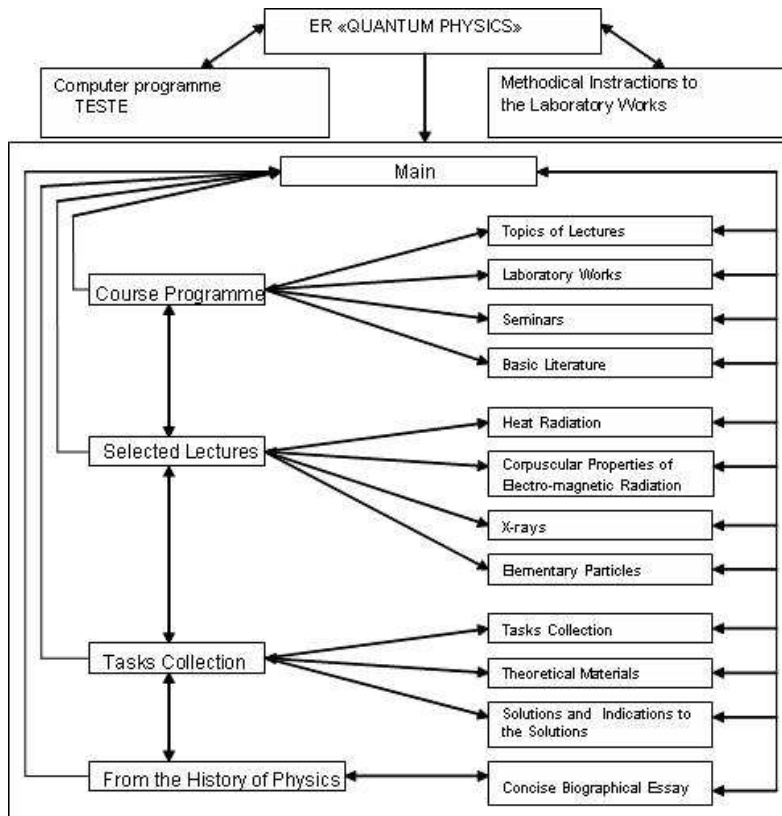 ER «QUANTUM PHYSICS»
Computer programme
TESTE
Methodical Instractions to
the Laboratory Works
Main
Topics of Lectures
Laboratory Works
Course Programme
Seminars
Basic Literature
Heat Radiation
Selected Lectures
Corpuscular Properties of
Electro-magnetic Radiation
X-rays
Elementary Particles
Tasks Collection
Tasks Collection
Theoretical Materials
Solutions and Indications to
the Solutions
From the History of Physics
Concise Biographical Essay